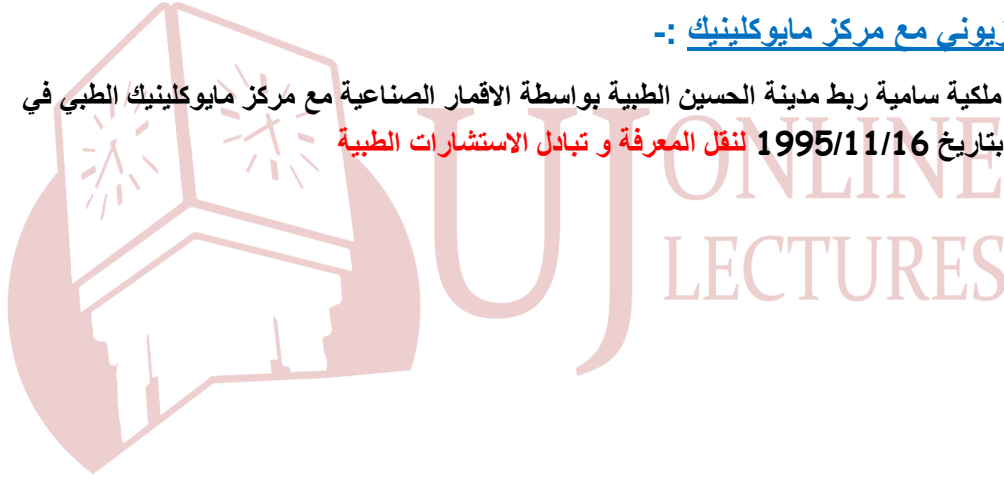 زيوني مع مركز مايوكلينيك :-
ملكية سامية ربط مدينة الحسين الطبية بواسطة الاقمار الصناعية مع مركز مايوكلينيك الطبي في
بتاريخ 1995/11/16 لنقل المعرفة و تبادل الاستشارات الطبية
UJ ONLINE
LECTURES